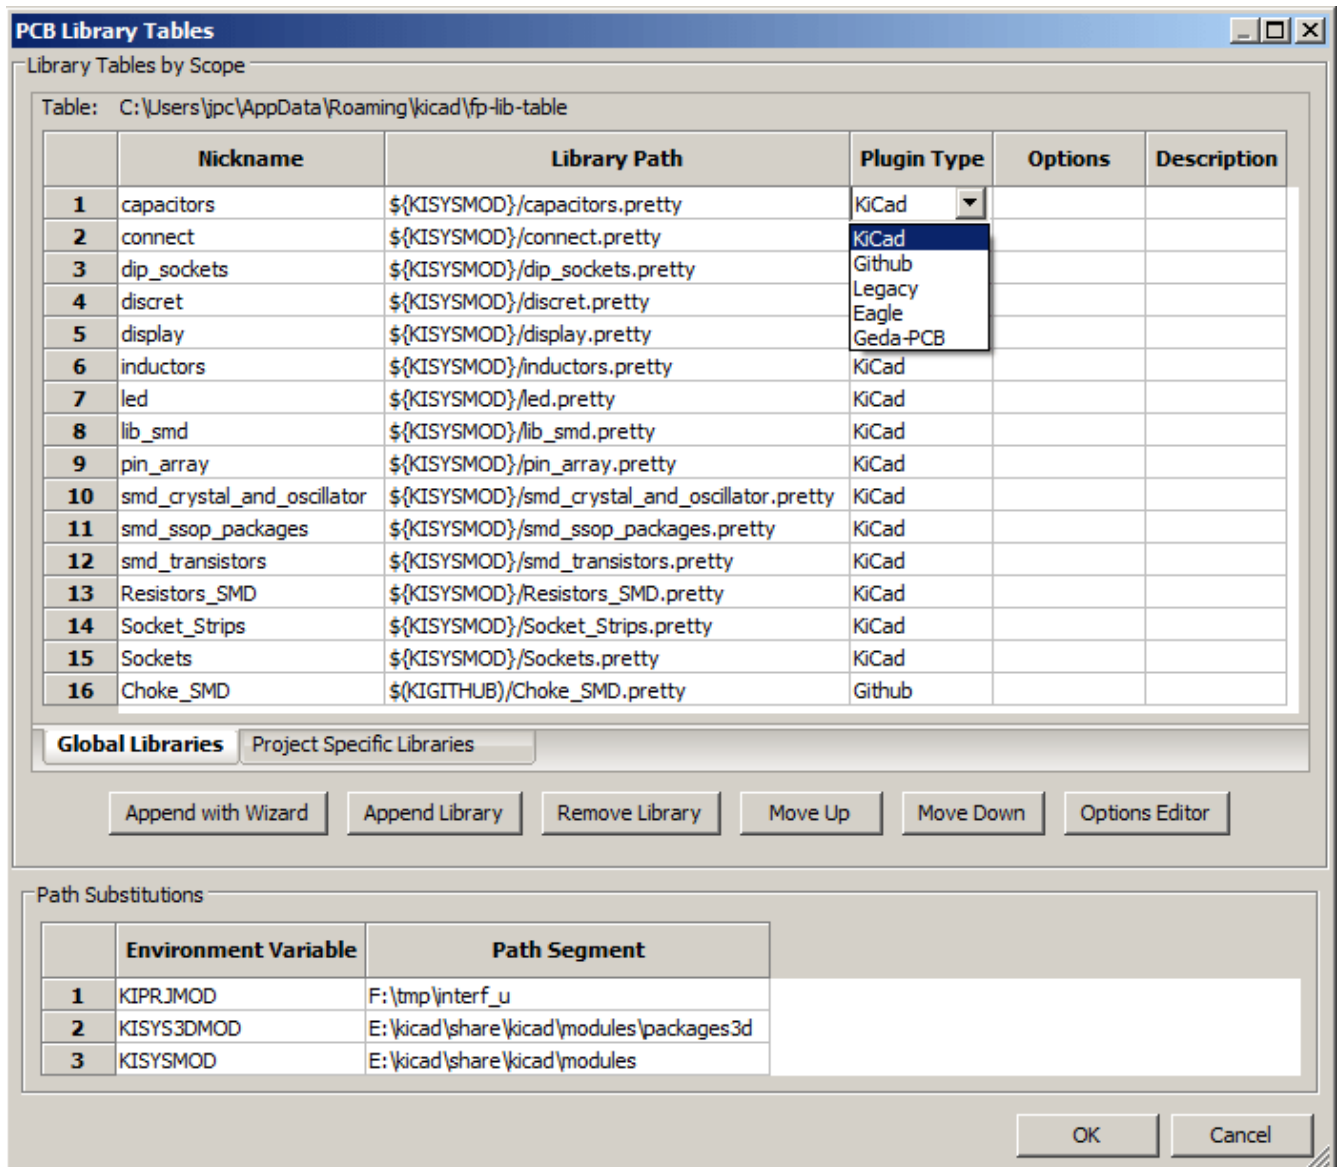 PCB Library Tables
Library Tables by Scope
Table: C:\Users\jpc\AppData\Roaming\kicad\fp-lib-table
Nickname Library Path Plugin Type Options Description
1 capacitors ${KISYSMOD}/capacitors.pretty KiCad
2 connect ${KISYSMOD}/connect.pretty KiCad
3 dip_sockets ${KISYSMOD}/dip_sockets.pretty Github
4 discret ${KISYSMOD}/discret.pretty Legacy
5 display ${KISYSMOD}/display.pretty Eagle
Geda-PCB
6 inductors ${KISYSMOD}/inductors.pretty KiCad
7 led ${KISYSMOD}/led.pretty KiCad
8 lib_smd ${KISYSMOD}/lib_smd.pretty KiCad
9 pin_array ${KISYSMOD}/pin_array.pretty KiCad
10 smd_crystal_and_oscillator ${KISYSMOD}/smd_crystal_and_oscillator.pretty KiCad
11 smd_ssop_packages ${KISYSMOD}/smd_ssop_packages.pretty KiCad
12 smd_transistors ${KISYSMOD}/smd_transistors.pretty KiCad
13 Resistors_SMD ${KISYSMOD}/Resistors_SMD.pretty KiCad
14 Socket_Strips ${KISYSMOD}/Socket_Strips.pretty KiCad
15 Sockets ${KISYSMOD}/Sockets.pretty KiCad
16 Choke_SMD $(KIGITHUB)/Choke_SMD.pretty Github
Global Libraries Project Specific Libraries
Append with Wizard Append Library Remove Library Move Up Move Down Options Editor
Path Substitutions
Environment Variable Path Segment
1 KIPRJMOD F:\tmp\interf_u
2 KISYS3DMOD E:\kicad\share\kicad\modules\packages3d
3 KISYSMOD E:\kicad\share\kicad\modules
OK Cancel